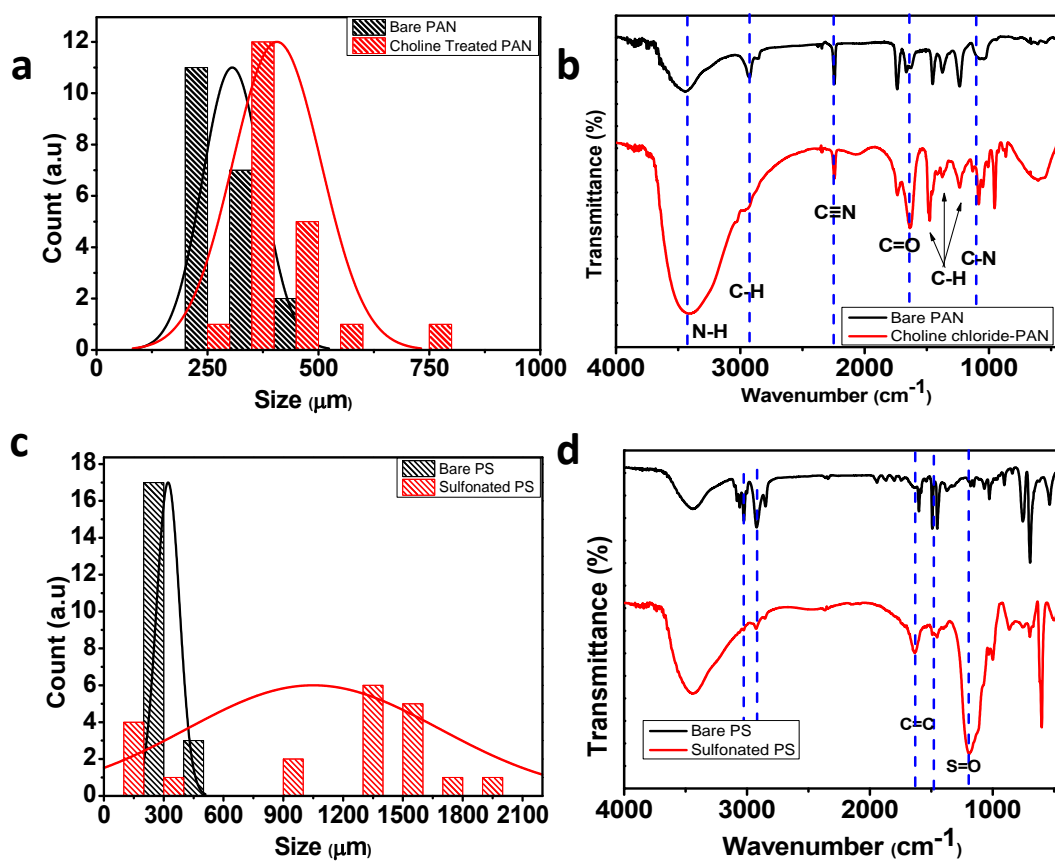 a
Bare PAN
Choline Treated PAN
Count (a.u)
12
10
8
6
4
2
0
0 250 500 750 1000
Size (μm)
b
Transmittance (%)
C≡N
C=O
C-H
C-H
C-N
N-H
Bare PAN
Choline chloride-PAN
4000 3000 2000 1000
Wavenumber (cm-1)
c
Bare PS
Sulfonated PS
Count (a.u)
18
16
14
12
10
8
6
4
2
0
0 300 600 900 1200 1500 1800 2100
Size (μm)
d
Transmittance (%)
Bare PS
Sulfonated PS
C=C
S=O
4000 3000 2000 1000
Wavenumber (cm-1)